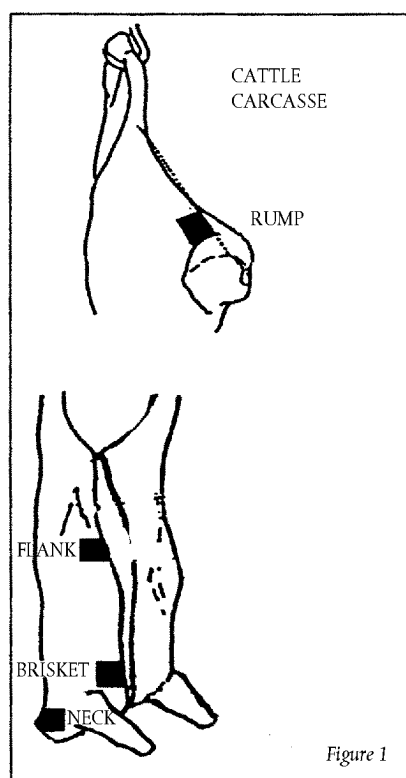 CATTLE
CARCASSE
RUMP
FLANK
BRISKET
NECK
Figure 1